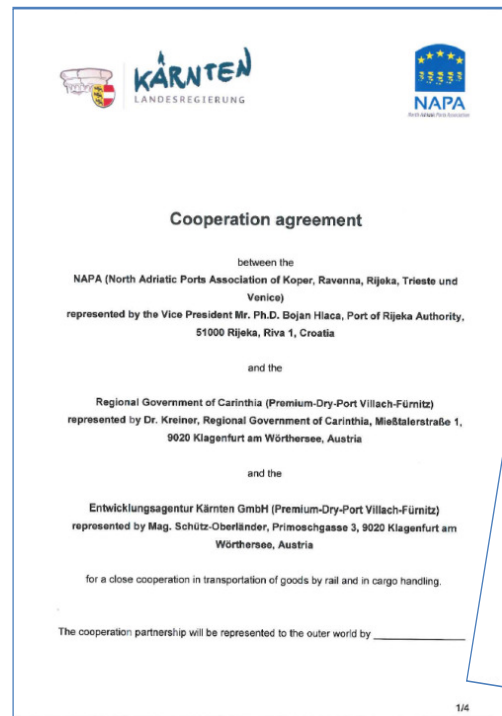 KÄRNTEN
LANDESREGIERUNG
NAPA
North Adriatic Ports Association
Cooperation agreement
between the
NAPA (North Adriatic Ports Association of Koper, Ravenna, Rijeka, Trieste und
Venice)
represented by the Vice President Mr. Ph.D. Bojan Hlaca, Port of Rijeka Authority,
51000 Rijeka, Riva 1, Croatia
and the
Regional Government of Carinthia (Premium-Dry-Port Villach-Fürnitz)
represented by Dr. Kreiner, Regional Government of Carinthia, Mießtalerstraße 1,
9020 Klagenfurt am Wörthersee, Austria
and the
Entwicklungsagentur Kärnten GmbH (Premium-Dry-Port Villach-Fürnitz)
represented by Mag. Schütz-Oberländer, Primoschgasse 3, 9020 Klagenfurt am
Wörthersee, Austria
for a close cooperation in transportation of goods by rail and in cargo handling.
The cooperation partnership will be represented to the outer world by _______________
1/4